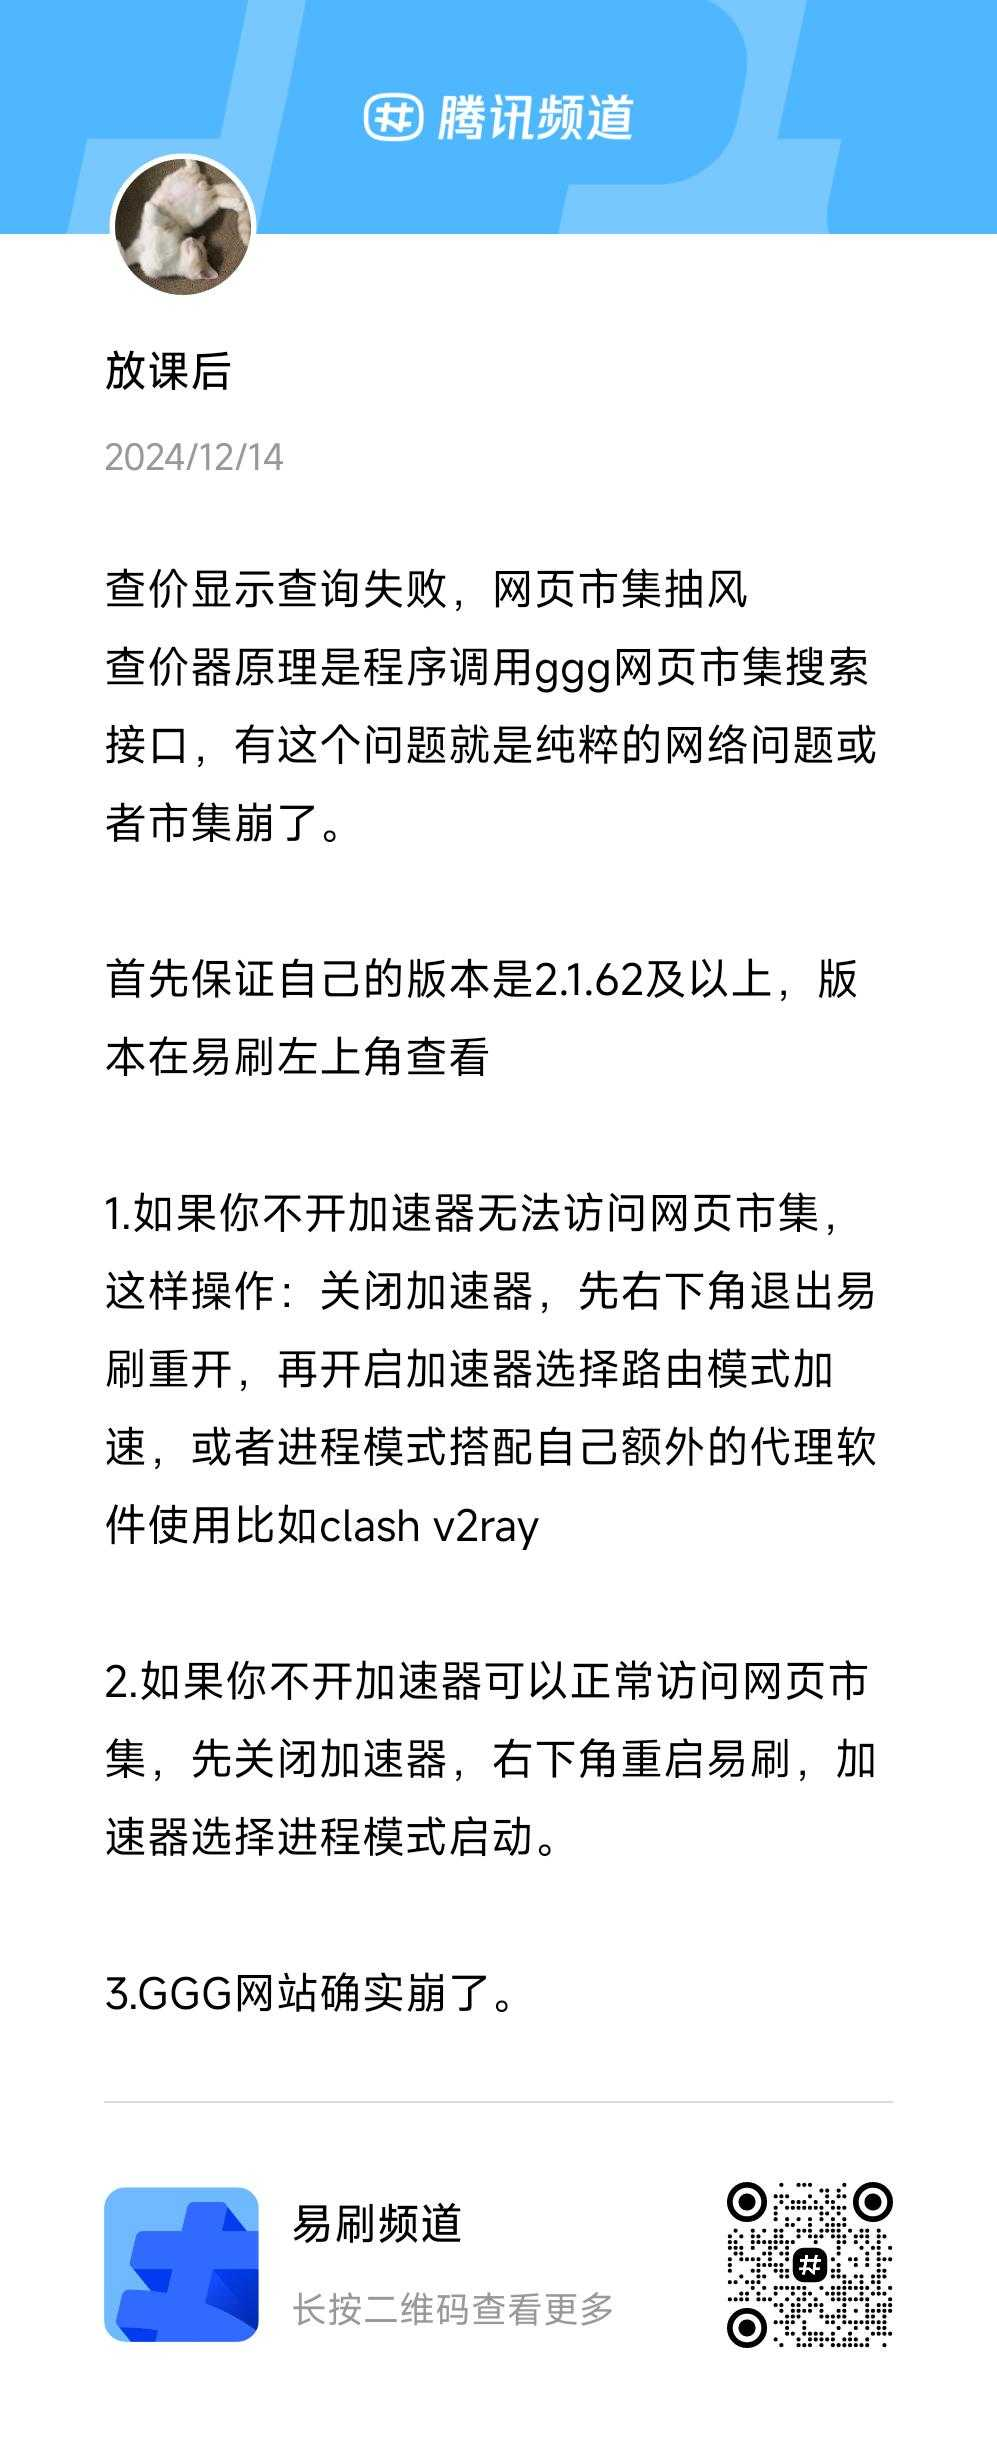 腾讯频道
放课后
2024/12/14
查价显示查询失败，网页市集抽风
查价器原理是程序调用ggg网页市集搜索
接口，有这个问题就是纯粹的网络问题或
者市集崩了。
首先保证自己的版本是2.1.62及以上，版
本在易刷左上角查看
1.如果你不开加速器无法访问网页市集，
这样操作：关闭加速器，先右下角退出易
刷重开，再开启加速器选择路由模式加
速，或者进程模式搭配自己额外的代理软
件使用比如clash v2ray
2.如果你不开加速器可以正常访问网页市
集，先关闭加速器，右下角重启易刷，加
速器选择进程模式启动。
3.GGG网站确实崩了。
易刷频道
长按二维码查看更多